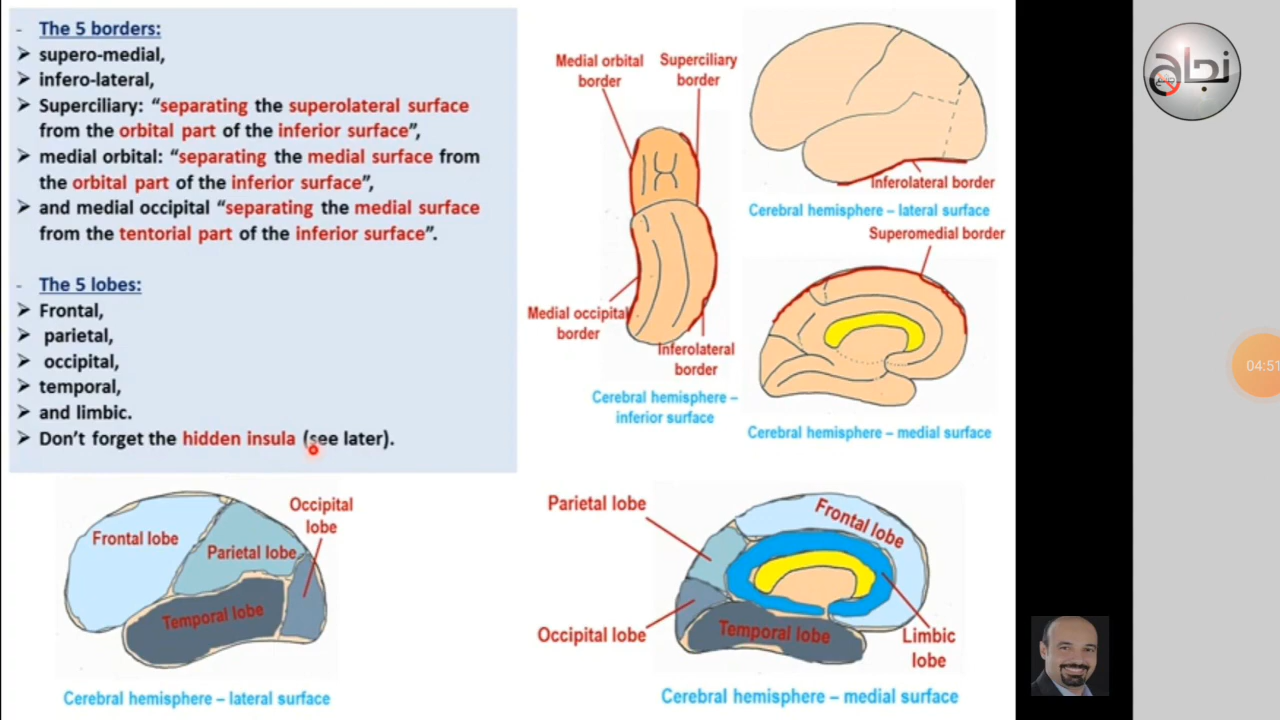 - The 5 borders:
➢ supero-medial,
➢ infero-lateral,
➢ Superciliary: “separating the superolateral surface
from the orbital part of the inferior surface”,
➢ medial orbital: “separating the medial surface from
the orbital part of the inferior surface”,
➢ and medial occipital “separating the medial surface
from the tentorial part of the inferior surface”.
- The 5 lobes:
➢ Frontal,
➢ parietal,
➢ occipital,
➢ temporal,
➢ and limbic.
➢ Don’t forget the hidden insula (see later).
Medial orbital
border
Superciliary
border
Medial occipital
border
Inferolateral
border
Cerebral hemisphere –
inferior surface
Inferolateral border
Cerebral hemisphere – lateral surface
Superomedial border
Cerebral hemisphere – medial surface
Frontal lobe
Parietal lobe
Occipital
lobe
Temporal lobe
Cerebral hemisphere – lateral surface
Parietal lobe
Frontal lobe
Occipital lobe
Temporal lobe
Limbic
lobe
Cerebral hemisphere – medial surface
نجاح
04:51